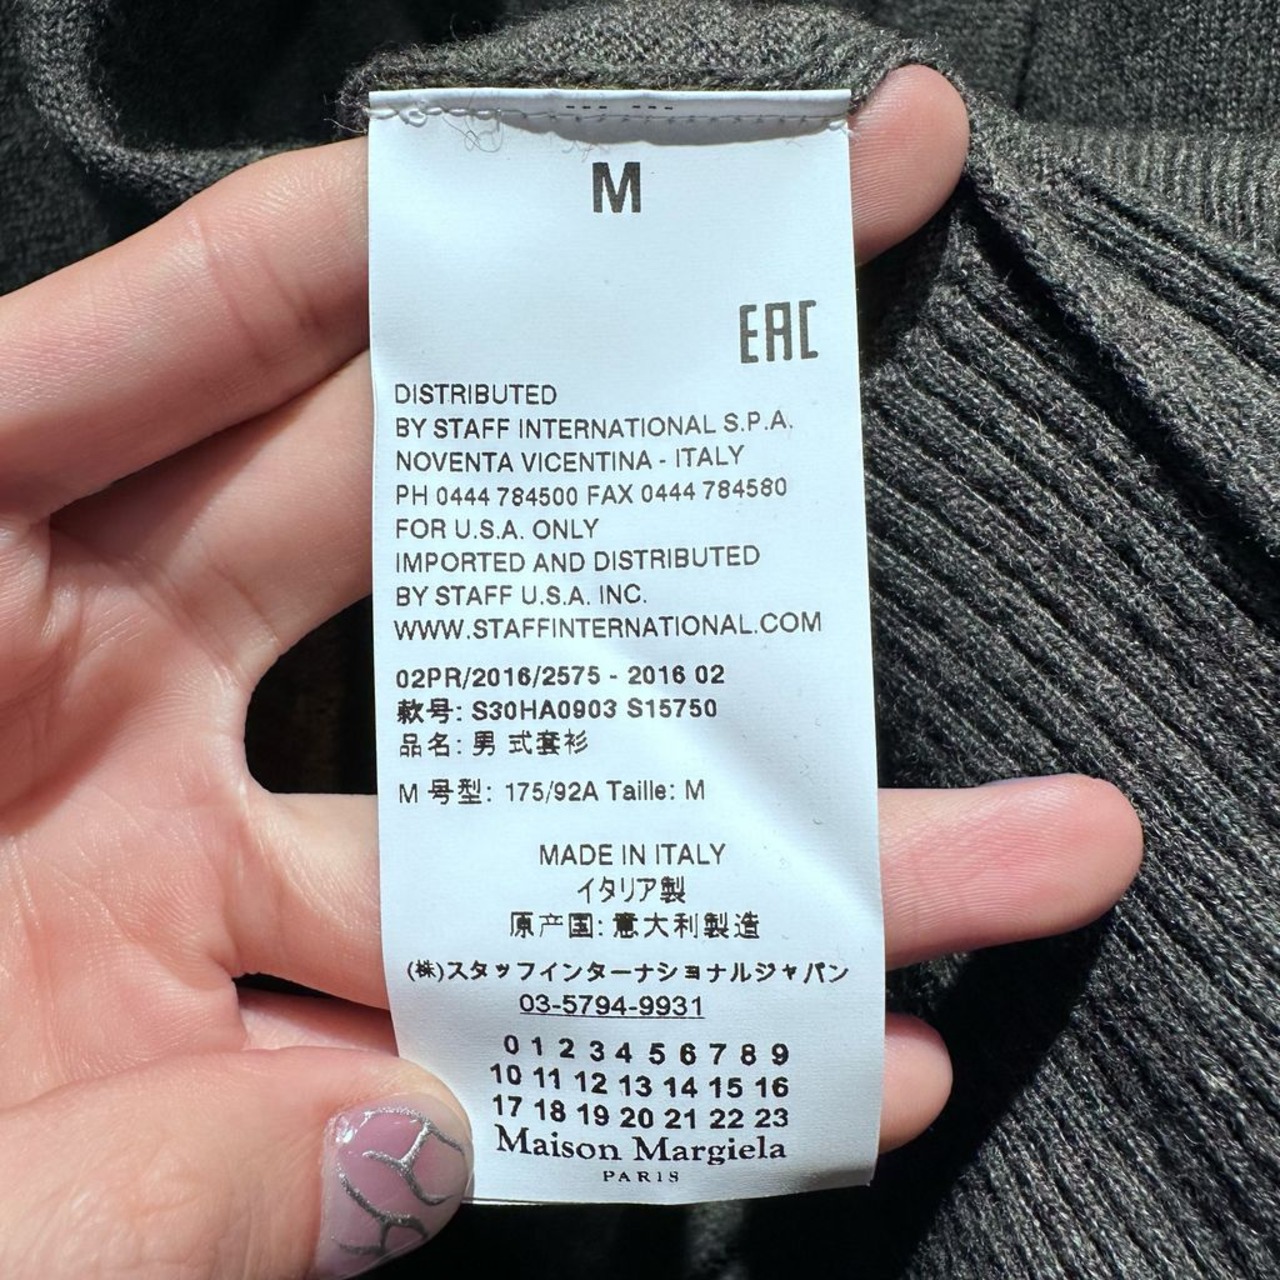 M
EAC
DISTRIBUTED
BY STAFF INTERNATIONAL S.P.A.
NOVENTA VICENTINA - ITALY
PH 0444 784500 FAX 0444 784580
FOR U.S.A. ONLY
IMPORTED AND DISTRIBUTED
BY STAFF U.S.A. INC.
WWW.STAFFINTERNATIONAL.COM
02PR/2016/2575 - 2016 02
款号: S30HA0903 S15750
品名: 男 式套衫
M 号型: 175/92A Taille: M
MADE IN ITALY
イタリア製
原产国: 意大利製造
(株)スタッフインターナショナルジャパン
03-5794-9931
0 1 2 3 4 5 6 7 8 9
10 11 12 13 14 15 16
17 18 19 20 21 22 23
Maison Margiela
PARIS